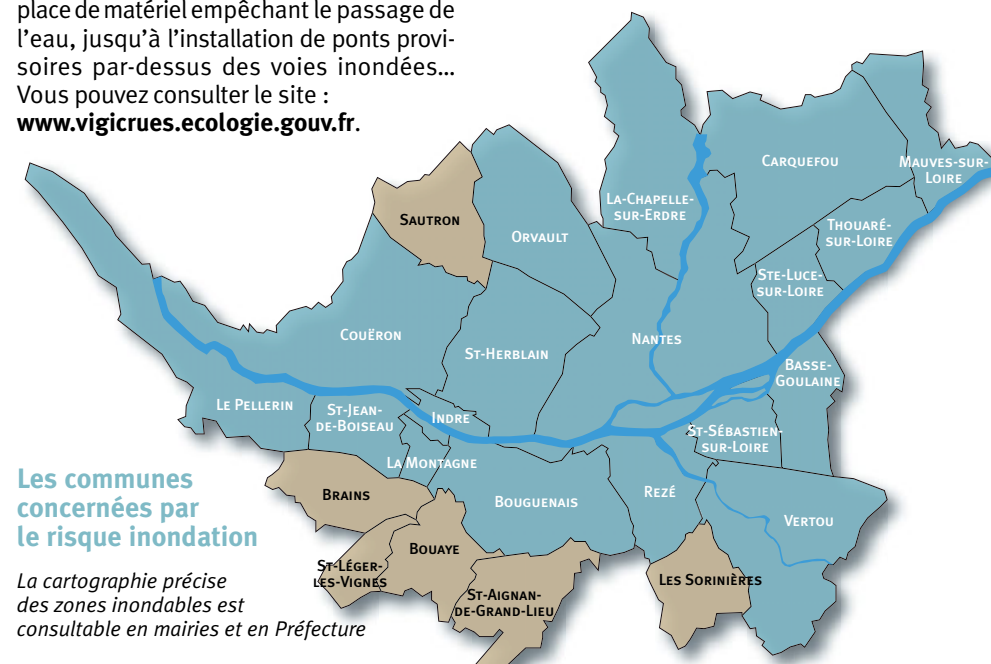 place de matériel empêchant le passage de
l'eau, jusqu'à l'installation de ponts provi-
soires par-dessus des voies inondées...
Vous pouvez consulter le site :
www.vigicrues.ecologie.gouv.fr.
Carquefou
Mauves-sur-
Loire
La-Chapelle-
sur-Erdre
Sautron
Orvault
Thouaré-
sur-Loire
Ste-Luce-
sur-Loire
Couëron
St-Herblain
Nantes
Basse-
Goulaine
Le Pellerin
St-Jean-
de-Boiseau
Indre
St-Sébastien-
sur-Loire
La Montagne
Brains
Bouguenais
Rezé
Vertou
Bouaye
St-Léger-
les-Vignes
St-Aignan-
de-Grand-Lieu
Les Sorinières
Les communes
concernées par
le risque inondation
La cartographie précise
des zones inondables est
consultable en mairies et en Préfecture